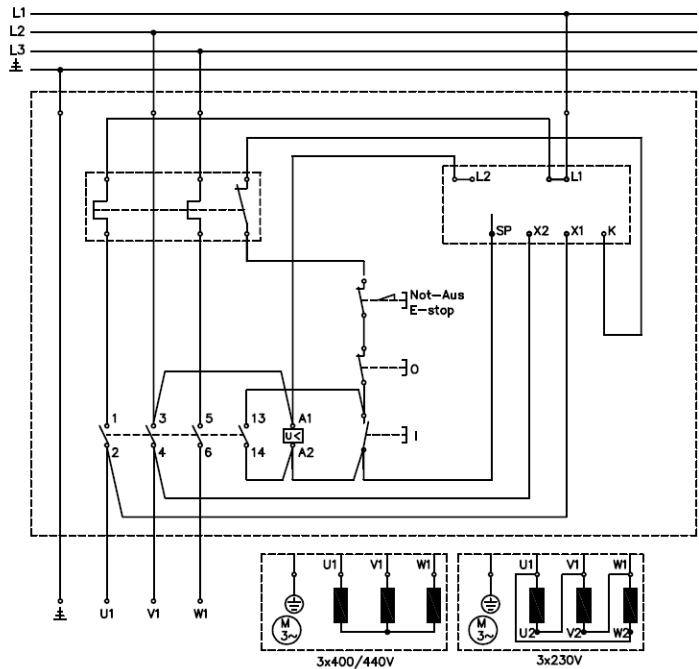 L1
L2
L3
L2 L1
SP X2 X1 K
Not-Aus
E-stop
O
1 3 5 13 A1
U<
I
2 4 6 14 A2
U1 V1 W1
U1 V1 W1
M
3~
3x400/440V
U1 V1 W1
M
3~
U2 V2 W2
3x230V